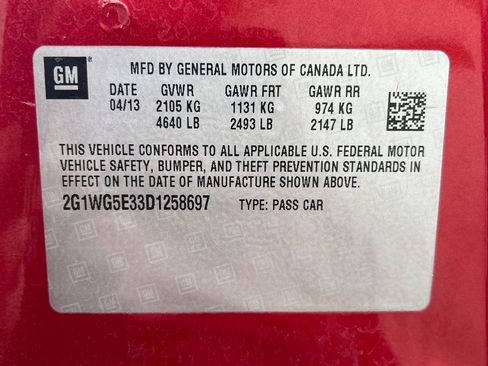 GM
MFD BY GENERAL MOTORS OF CANADA LTD.
DATE GVWR GAWR FRT GAWR RR
04/13 2105 KG 1131 KG 974 KG
4640 LB 2493 LB 2147 LB
THIS VEHICLE CONFORMS TO ALL APPLICABLE U.S. FEDERAL MOTOR
VEHICLE SAFETY, BUMPER, AND THEFT PREVENTION STANDARDS IN
EFFECT ON THE DATE OF MANUFACTURE SHOWN ABOVE.
2G1WG5E33D1258697 TYPE: PASS CAR